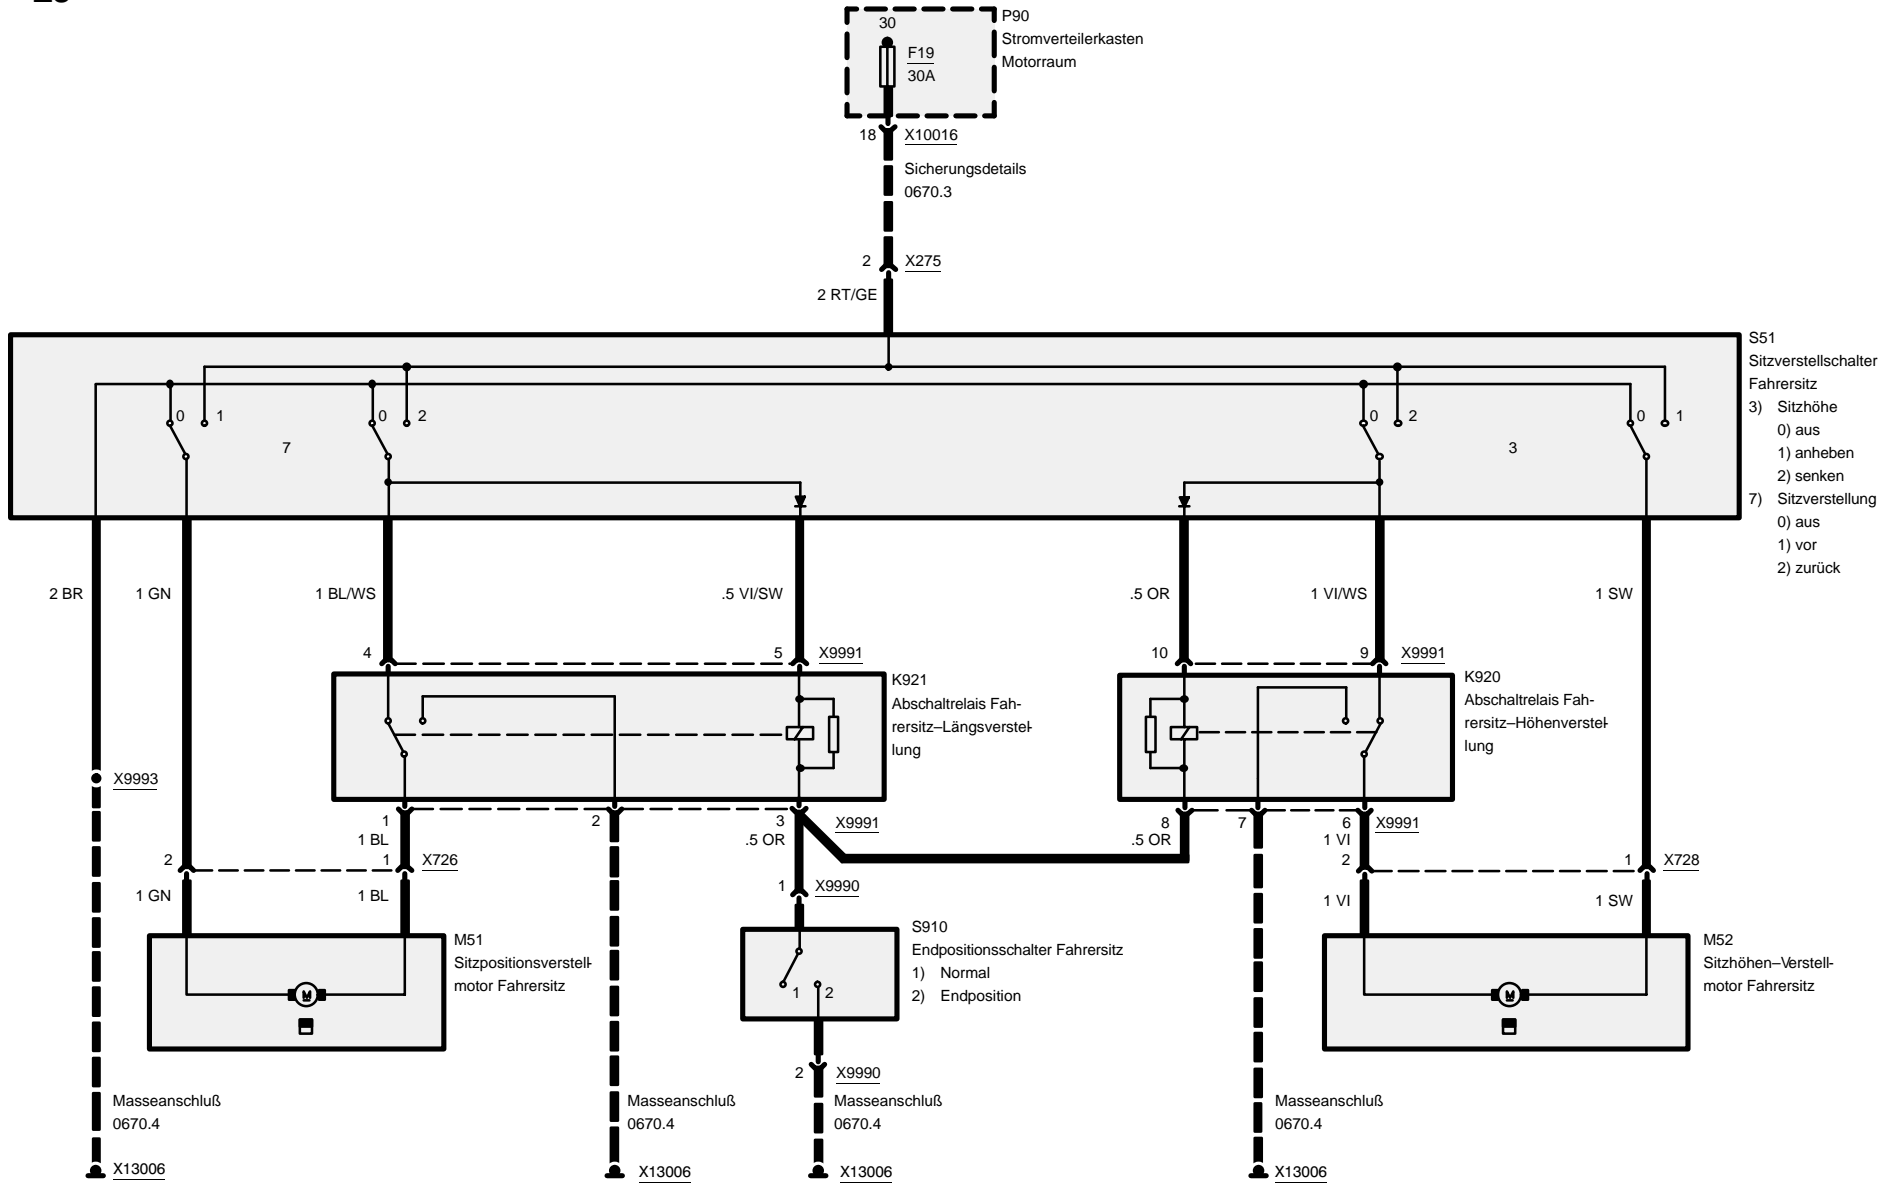 30
P90
Stromverteilerkasten
Motorraum
F19
30A
18
X10016
Sicherungsdetails
0670.3
2
X275
2 RT/GE
S51
Sitzverstellschalter
Fahrersitz
3) Sitzhöhe
0) aus
1) anheben
2) senken
7) Sitzverstellung
0) aus
1) vor
2) zurück
0 1
0 2
0 2
0 1
7
3
2 BR
1 GN
1 BL/WS
.5 VI/SW
.5 OR
1 VI/WS
1 SW
4
5
X9991
10
9
X9991
K921
Abschaltrelais Fah-
rersitz–Längsverstel-
lung
K920
Abschaltrelais Fah-
rersitz–Höhenverstel-
lung
X9993
1
1 BL
2
3
.5 OR
X9991
8
.5 OR
7
6
1 VI
X9991
2
1
X726
2
1
X728
1 GN
1 BL
1
X9990
1 VI
1 SW
M51
Sitzpositionsverstell-
motor Fahrersitz
M
S910
Endpositionsschalter Fahrersitz
1) Normal
2) Endposition
1 2
M52
Sitzhöhen–Verstell-
motor Fahrersitz
M
2
X9990
Masseanschluß
0670.4
Masseanschluß
0670.4
Masseanschluß
0670.4
Masseanschluß
0670.4
X13006
X13006
X13006
X13006